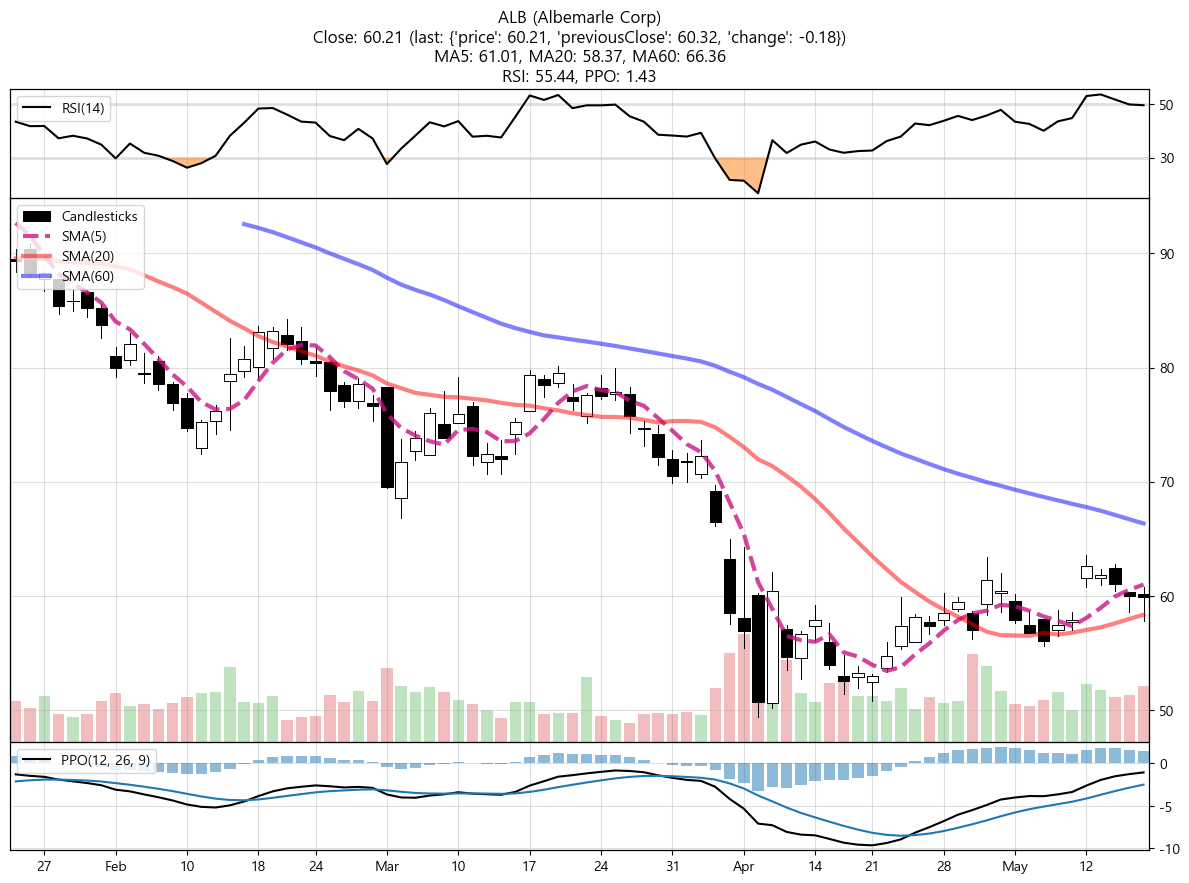 ALB (Albemarle Corp)
Close: 60.21 (last: {'price': 60.21, 'previousClose': 60.32, 'change': -0.18})
MA5: 61.01, MA20: 58.37, MA60: 66.36
RSI: 55.44, PPO: 1.43
RSI(14)
50
30
Candlesticks
SMA(5)
SMA(20)
SMA(60)
90
80
70
60
50
PPO(12, 26, 9)
0
-5
-10
27 Feb 10 18 24 Mar 10 17 24 31 Apr 14 21 28 May 12